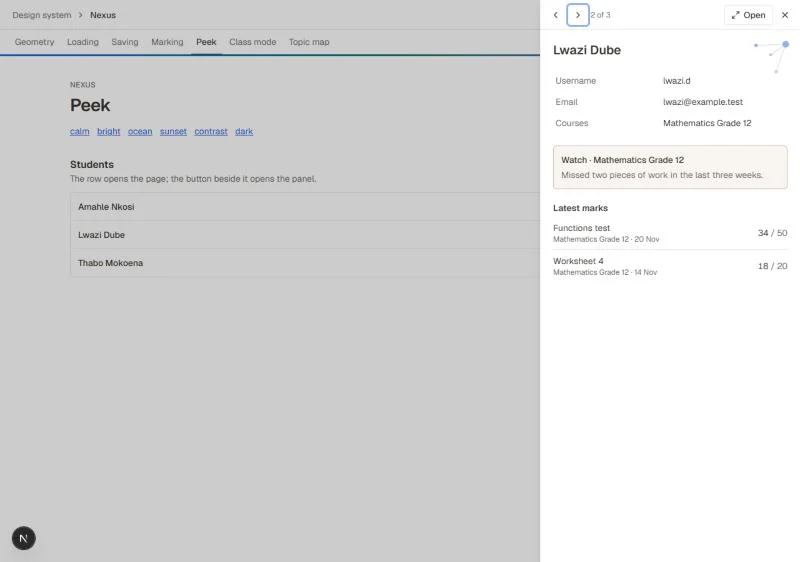 Design system > Nexus
Geometry Loading Saving Marking Peek Class mode Topic map
NEXUS
Peek
calm bright ocean sunset contrast dark
Students
The row opens the page; the button beside it opens the panel.
Amahle Nkosi
Lwazi Dube
Thabo Mokoena
N
2 of 3
Open
Lwazi Dube
Username lwazi.d
Email lwazi@example.test
Courses Mathematics Grade 12
Watch · Mathematics Grade 12
Missed two pieces of work in the last three weeks.
Latest marks
Functions test
Mathematics Grade 12 · 20 Nov
34 / 50
Worksheet 4
Mathematics Grade 12 · 14 Nov
18 / 20